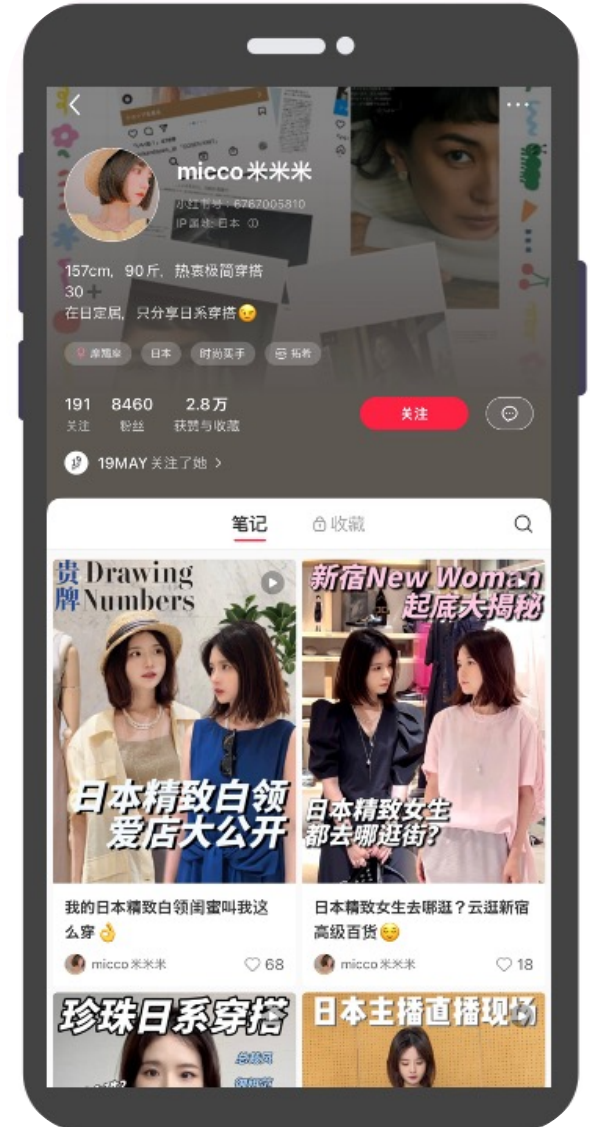 micco米米米
小红书号：6767005810
IP属地：日本
157cm，90斤，热衷极简穿搭
30➕
在日定居，只分享日系穿搭😉
摩羯座
日本
时尚买手
拓希
191 8460 2.8万
关注 粉丝 获赞与收藏
关注
19MAY 关注了她 >
笔记 收藏
贵牌 Drawing Numbers
日本精致白领
爱店大公开
我的日本精致白领闺蜜叫我这
么穿👌
micco米米米 68
新宿New Woman
起底大揭秘
日本精致女生
都去哪逛街?
日本精致女生去哪逛？云逛新宿
高级百货😌
micco米米米 18
珍珠日系穿搭
日本主播直播现场